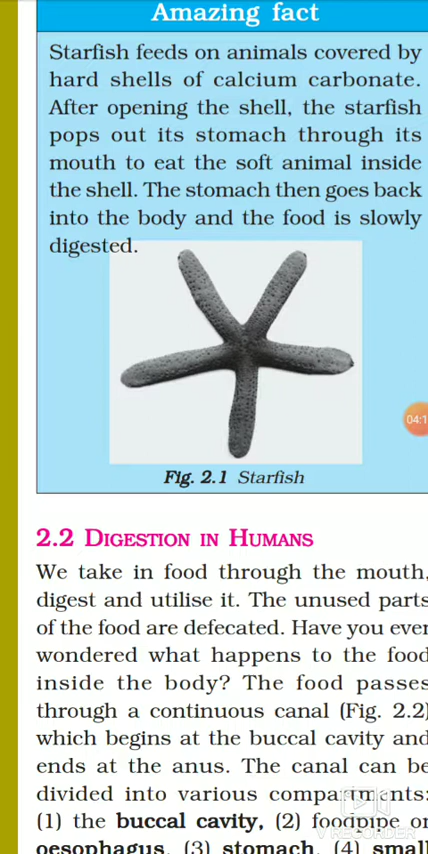 Amazing fact
Starfish feeds on animals covered by
hard shells of calcium carbonate.
After opening the shell, the starfish
pops out its stomach through its
mouth to eat the soft animal inside
the shell. The stomach then goes back
into the body and the food is slowly
digested.
04:1
Fig. 2.1 Starfish
2.2 DIGESTION IN HUMANS
We take in food through the mouth,
digest and utilise it. The unused parts
of the food are defecated. Have you ever
wondered what happens to the food
inside the body? The food passes
through a continuous canal (Fig. 2.2)
which begins at the buccal cavity and
ends at the anus. The canal can be
divided into various compartments:
(1) the buccal cavity, (2) foodpipe or
V RECORDER
oesophagus, (3) stomach, (4) small